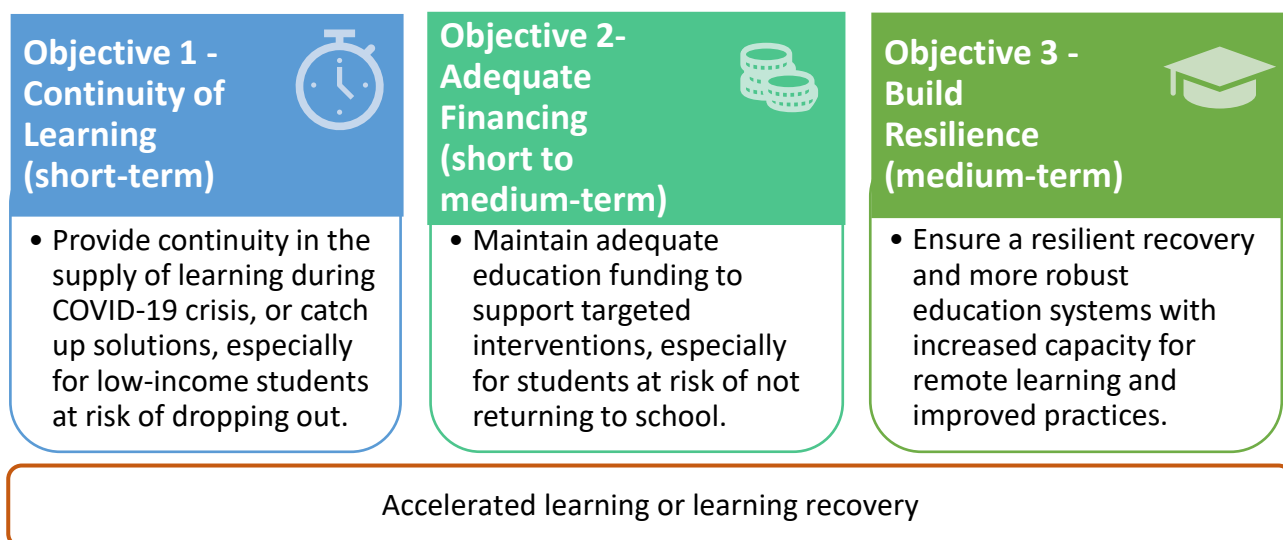 Objective 1 -
Continuity of
Learning
(short-term)
• Provide continuity in the
supply of learning during
COVID-19 crisis, or catch
up solutions, especially
for low-income students
at risk of dropping out.
Objective 2-
Adequate
Financing
(short to
medium-term)
• Maintain adequate
education funding to
support targeted
interventions, especially
for students at risk of not
returning to school.
Objective 3 -
Build
Resilience
(medium-term)
• Ensure a resilient recovery
and more robust
education systems with
increased capacity for
remote learning and
improved practices.
Accelerated learning or learning recovery